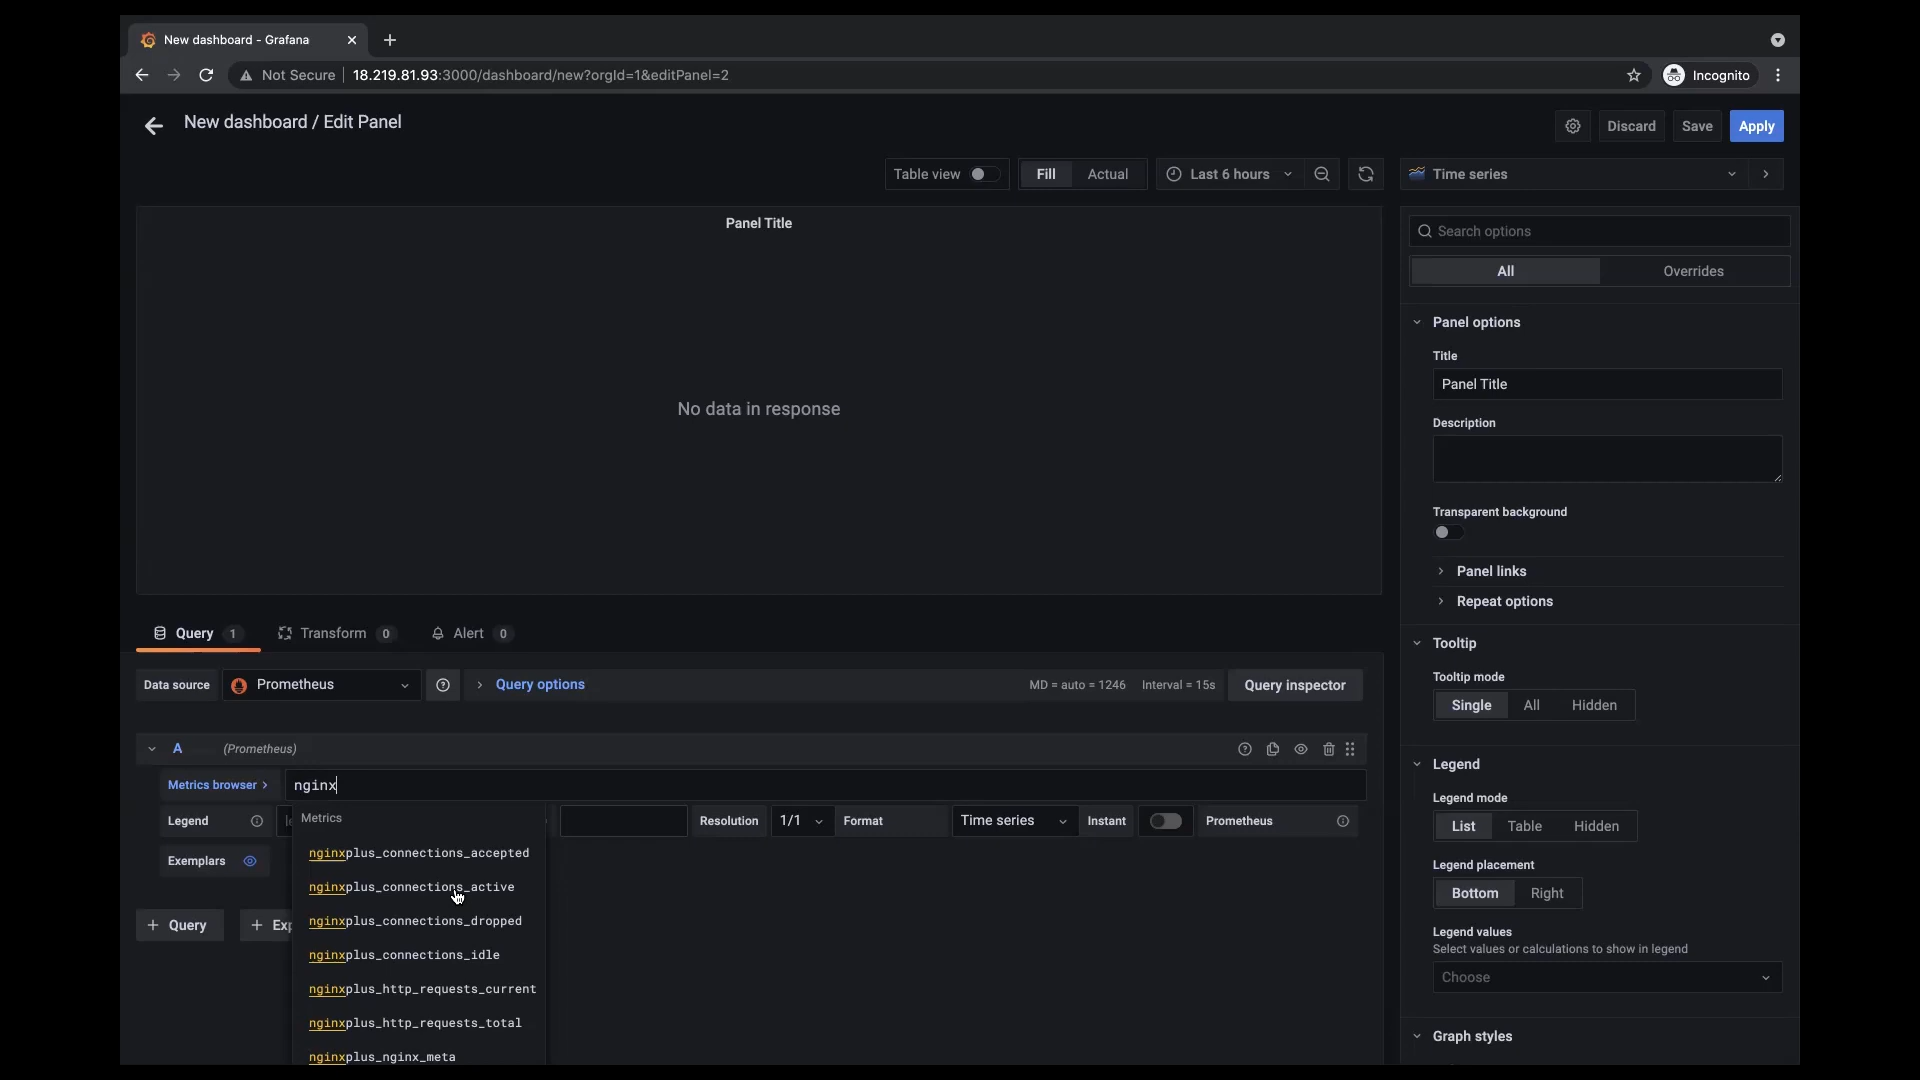 New dashboard - Grafana
Not Secure 18.219.81.93:3000/dashboard/new?orgId=1&editPanel=2 Incognito
New dashboard / Edit Panel Discard Save Apply
Table view Fill Actual Last 6 hours Time series
Panel Title
No data in response
Search options
All Overrides
Panel options
Title
Panel Title
Description
Transparent background
Panel links
Repeat options
Tooltip
Tooltip mode
Single All Hidden
Legend
Legend mode
List Table Hidden
Legend placement
Bottom Right
Legend values
Select values or calculations to show in legend
Choose
Graph styles
Query 1 Transform 0 Alert 0
Data source Prometheus Query options MD = auto = 1246 Interval = 15s Query inspector
A (Prometheus)
Metrics browser > nginx
Legend Resolution 1/1 Format Time series Instant Prometheus
Exemplars
+ Query + Exp
Metrics
nginxplus_connections_accepted
nginxplus_connections_active
nginxplus_connections_dropped
nginxplus_connections_idle
nginxplus_http_requests_current
nginxplus_http_requests_total
nginxplus_nginx_meta